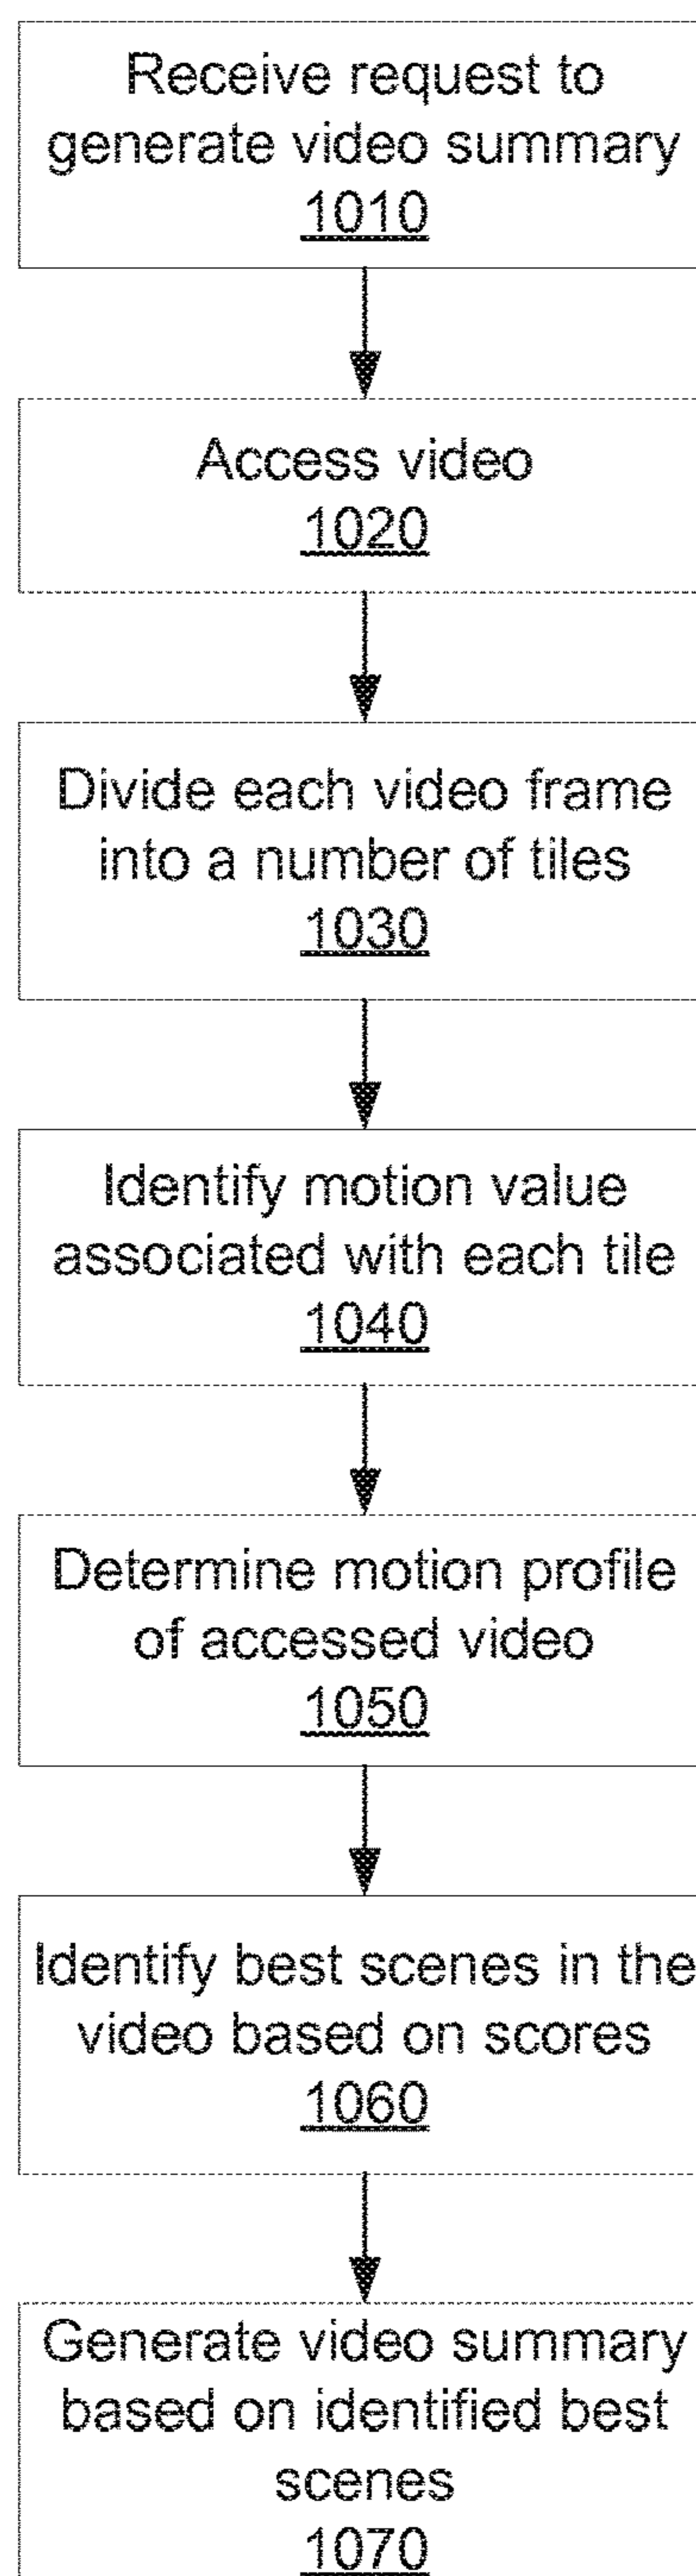 Receive request to
generate video summary
1010
Access video
1020
Divide each video frame
into a number of tiles
1030
Identify motion value
associated with each tile
1040
Determine motion profile
of accessed video
1050
Identify best scenes in the
video based on scores
1060
Generate video summary
based on identified best
scenes
1070